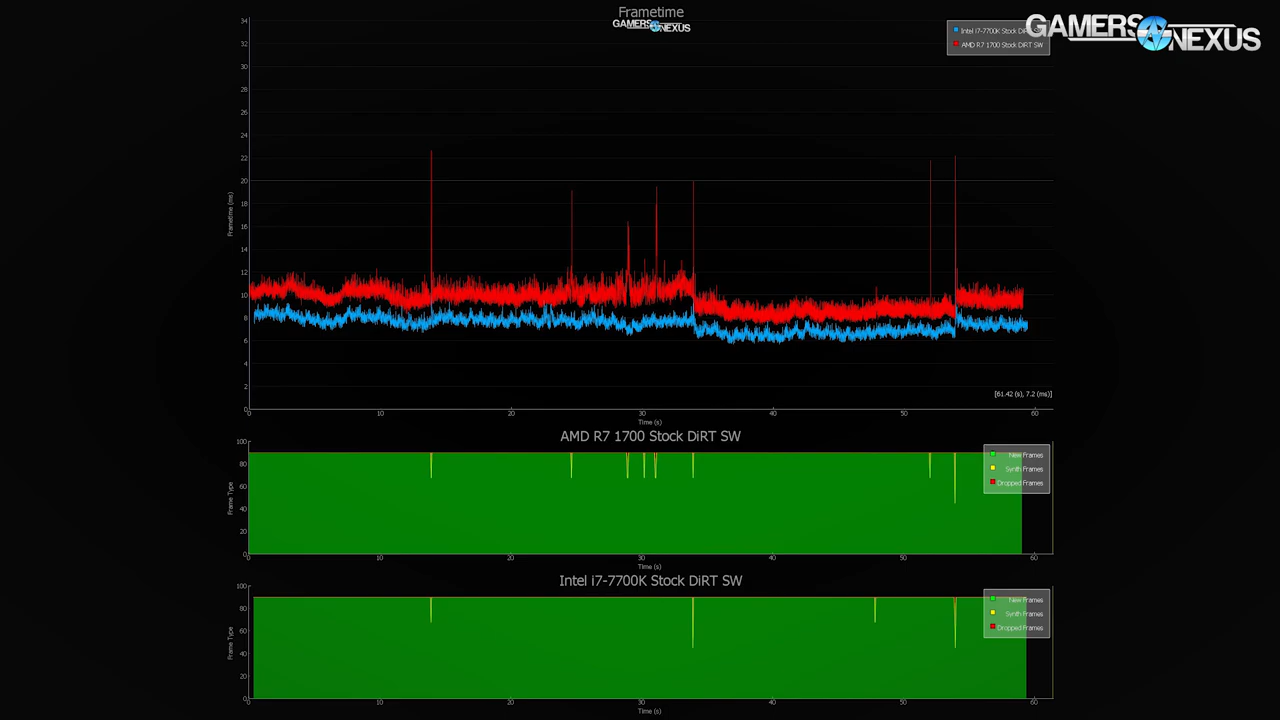 Frametime
GAMERS NEXUS
GAMERS NEXUS
Intel i7-7700K Stock DiRT
AMD R7 1700 Stock DiRT SW
34
32
30
28
26
24
22
20
18
16
14
12
10
8
6
4
2
0
Frametime (ms)
[61.42 (s), 7.2 (ms)]
0 10 20 30 40 50 60
Time (s)
AMD R7 1700 Stock DiRT SW
100
80
60
40
20
0
Frame Type
New Frames
Synth Frames
Dropped Frames
0 10 20 30 40 50 60
Time (s)
Intel i7-7700K Stock DiRT SW
100
80
60
40
20
0
Frame Type
New Frames
Synth Frames
Dropped Frames
0 10 20 30 40 50 60
Time (s)